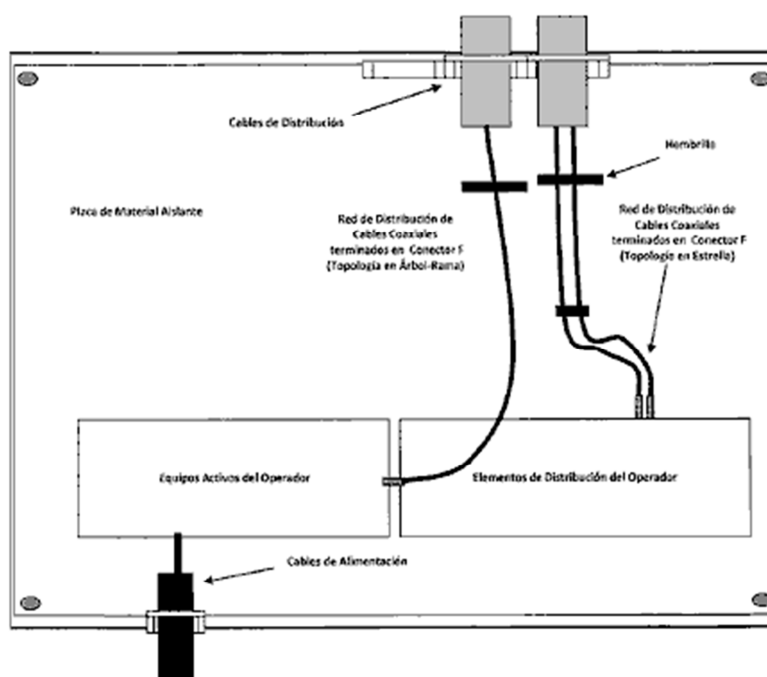 Cables de Distribución
Hembrilla
Placa de Material Aislante
Red de Distribución de
Cables Coaxiales
terminados en Conector F
(Topología en Árbol-Rama)
Red de Distribución de
Cables Coaxiales
terminados en Conector F
(Topología en Estrella)
Equipos Activos del Operador
Elementos de Distribución del Operador
Cables de Alimentación